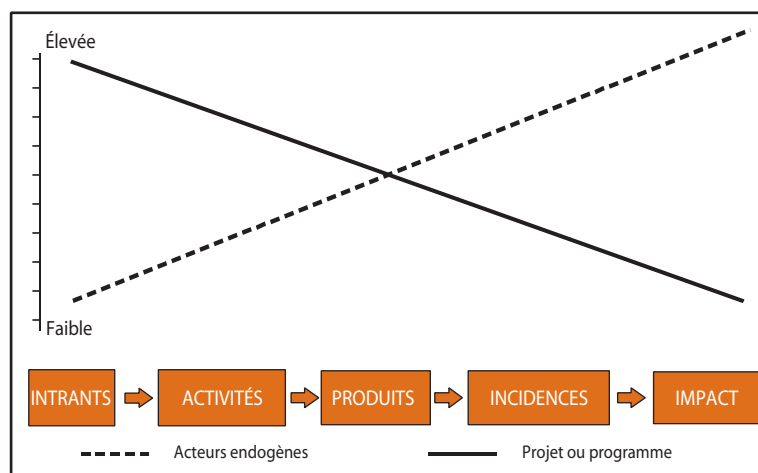 Élevée
Faible
INTRANTS ACTIVITÉS PRODUITS INCIDENCES IMPACT
Acteurs endogènes Projet ou programme